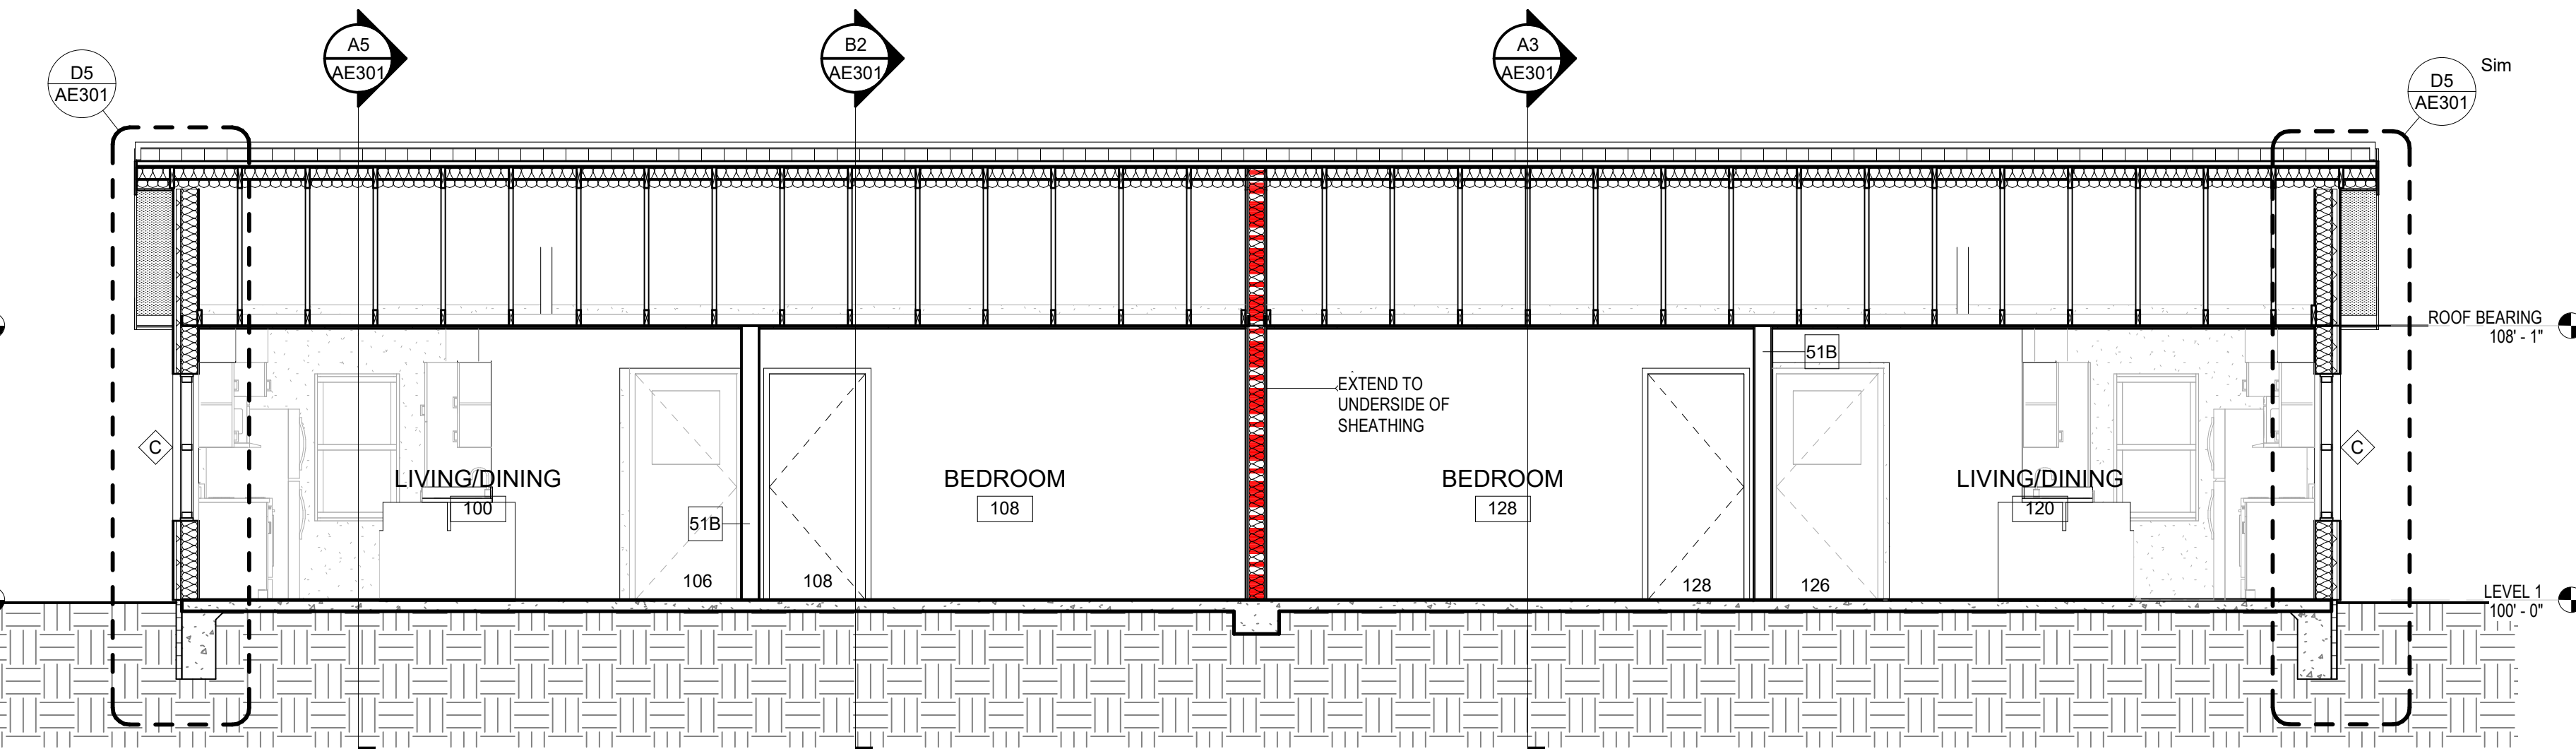 A5
AE301
B2
AE301
A3
AE301
D5
AE301
D5
AE301
Sim
ROOF BEARING
108' - 1"
51B
EXTEND TO
UNDERSIDE OF
SHEATHING
C
C
LIVING/DINING
100
BEDROOM
108
BEDROOM
128
LIVING/DINING
120
51B
106
108
128
126
LEVEL 1
100' - 0"